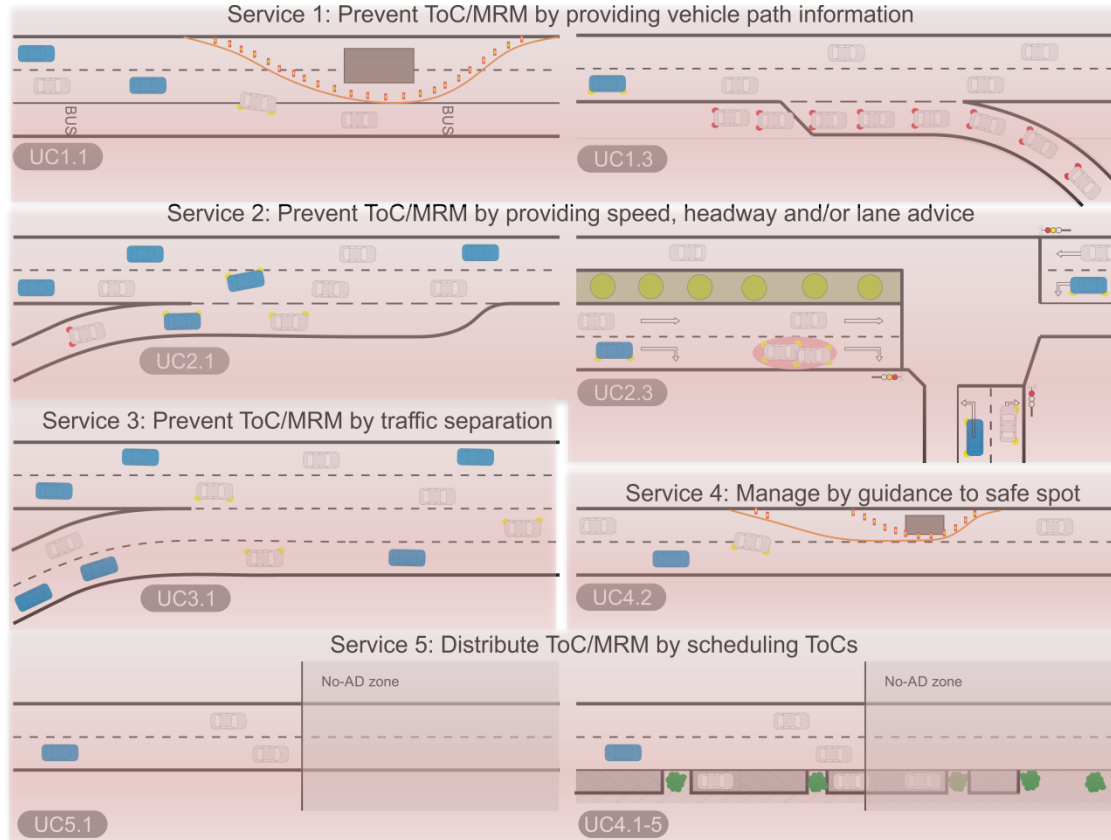 Service 1: Prevent ToC/MRM by providing vehicle path information
BUS
BUS
UC1.1
UC1.3
Service 2: Prevent ToC/MRM by providing speed, headway and/or lane advice
UC2.1
UC2.3
Service 3: Prevent ToC/MRM by traffic separation
UC3.1
Service 4: Manage by guidance to safe spot
UC4.2
Service 5: Distribute ToC/MRM by scheduling ToCs
No-AD zone
No-AD zone
UC5.1
UC4.1-5